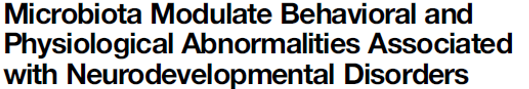 Microbiota Modulate Behavioral and
Physiological Abnormalities Associated
with Neurodevelopmental Disorders